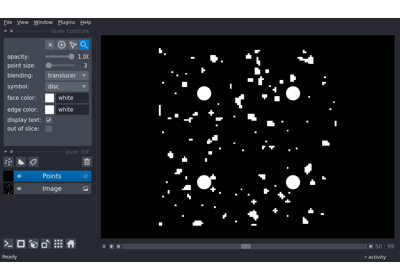 File View Window Plugins Help
layer controls
opacity: 1.00
point size: 3
blending: translucer
symbol: disc
face color: white
edge color: white
display text: ✓
out of slice:
layer list
Points
Image
50 99
Ready
activity